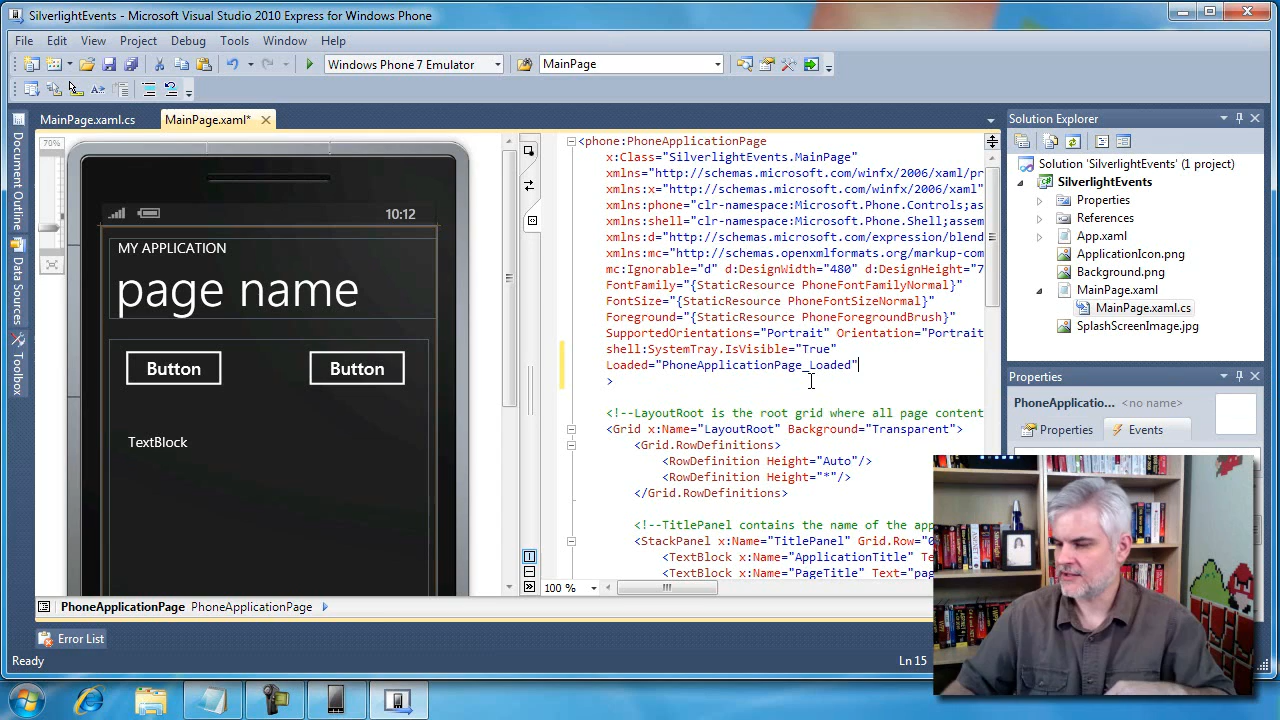 SilverlightEvents - Microsoft Visual Studio 2010 Express for Windows Phone
File Edit View Project Debug Tools Window Help
Windows Phone 7 Emulator
MainPage
MainPage.xaml.cs
MainPage.xaml*
Document Outline
Data Sources
Toolbox
70%
10:12
MY APPLICATION
page name
Button
Button
TextBlock
<phone:PhoneApplicationPage
x:Class="SilverlightEvents.MainPage"
xmlns="http://schemas.microsoft.com/winfx/2006/xaml/pr
xmlns:x="http://schemas.microsoft.com/winfx/2006/xaml"
xmlns:phone="clr-namespace:Microsoft.Phone.Controls;as
xmlns:shell="clr-namespace:Microsoft.Phone.Shell;assem
xmlns:d="http://schemas.microsoft.com/expression/blend
xmlns:mc="http://schemas.openxmlformats.org/markup-com
mc:Ignorable="d" d:DesignWidth="480" d:DesignHeight="7
FontFamily="{StaticResource PhoneFontFamilyNormal}"
FontSize="{StaticResource PhoneFontSizeNormal}"
Foreground="{StaticResource PhoneForegroundBrush}"
SupportedOrientations="Portrait" Orientation="Portrait
shell:SystemTray.IsVisible="True"
Loaded="PhoneApplicationPage_Loaded"
>
<!--LayoutRoot is the root grid where all page content
<Grid x:Name="LayoutRoot" Background="Transparent">
<Grid.RowDefinitions>
<RowDefinition Height="Auto"/>
<RowDefinition Height="*"/>
</Grid.RowDefinitions>
<!--TitlePanel contains the name of the app
<StackPanel x:Name="TitlePanel" Grid.Row="0
<TextBlock x:Name="ApplicationTitle" T
<TextBlock x:Name="PageTitle" Text="pag
100 %
PhoneApplicationPage PhoneApplicationPage
Solution Explorer
Solution 'SilverlightEvents' (1 project)
SilverlightEvents
Properties
References
App.xaml
ApplicationIcon.png
Background.png
MainPage.xaml
MainPage.xaml.cs
SplashScreenImage.jpg
Properties
PhoneApplicatio... <no name>
Properties
Events
Error List
Ready
Ln 15